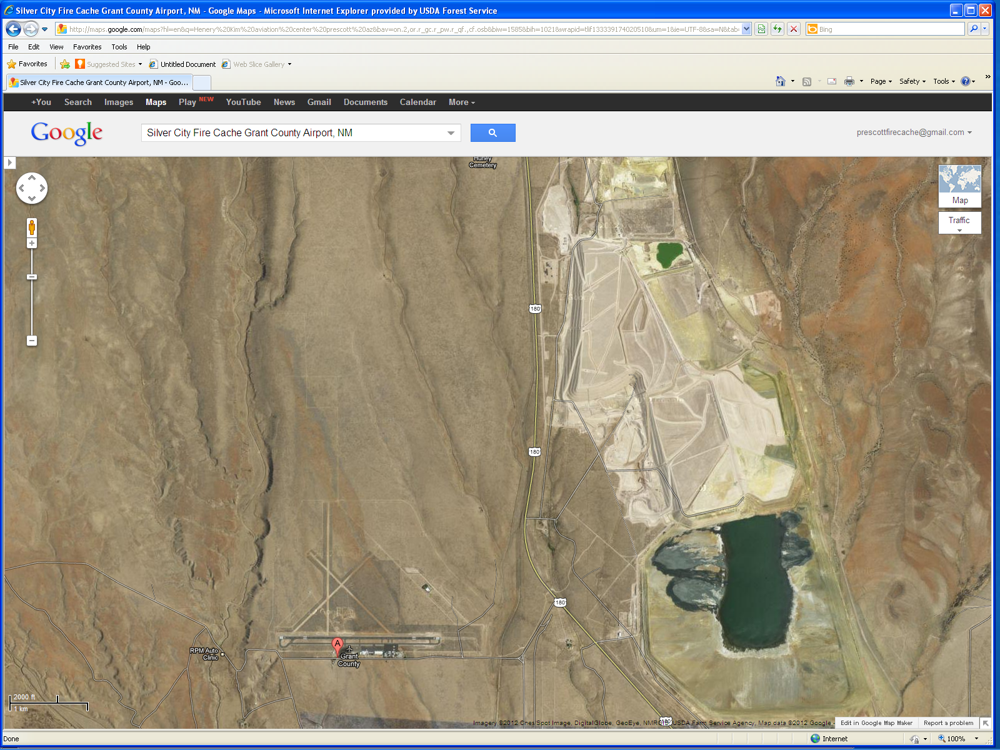 Silver City Fire Cache Grant County Airport, NM - Google Maps - Microsoft Internet Explorer provided by USDA Forest Service
http://maps.google.com/maps?hl=en&q=Henery%20Kim%20aviation%20center%20prescott%20az&bav=on.2,or.r_gc.r_pw.r_qf.,cf.osb&biw=1585&bih=1021&wrapid=tlif133339174020510&um=1&ie=UTF-8&sa=N&tab=
Bing
File Edit View Favorites Tools Help
Favorites Suggested Sites Untitled Document Web Slice Gallery
Silver City Fire Cache Grant County Airport, NM - Goo...
Page Safety Tools
+You Search Images Maps Play NEW YouTube News Gmail Documents Calendar More
Google
Silver City Fire Cache Grant County Airport, NM
prescottfirecache@gmail.com
Hurley
Cemetery
Map
Traffic
180
180
180
RPM Auto
Clinic
A
Grant
County
2000 ft
1 km
180
Imagery ©2012 Cnes/Spot Image, DigitalGlobe, GeoEye, NMRGIS, USDA Farm Service Agency, Map data ©2012 Google -
Edit in Google Map Maker Report a problem
Done
Internet
100%